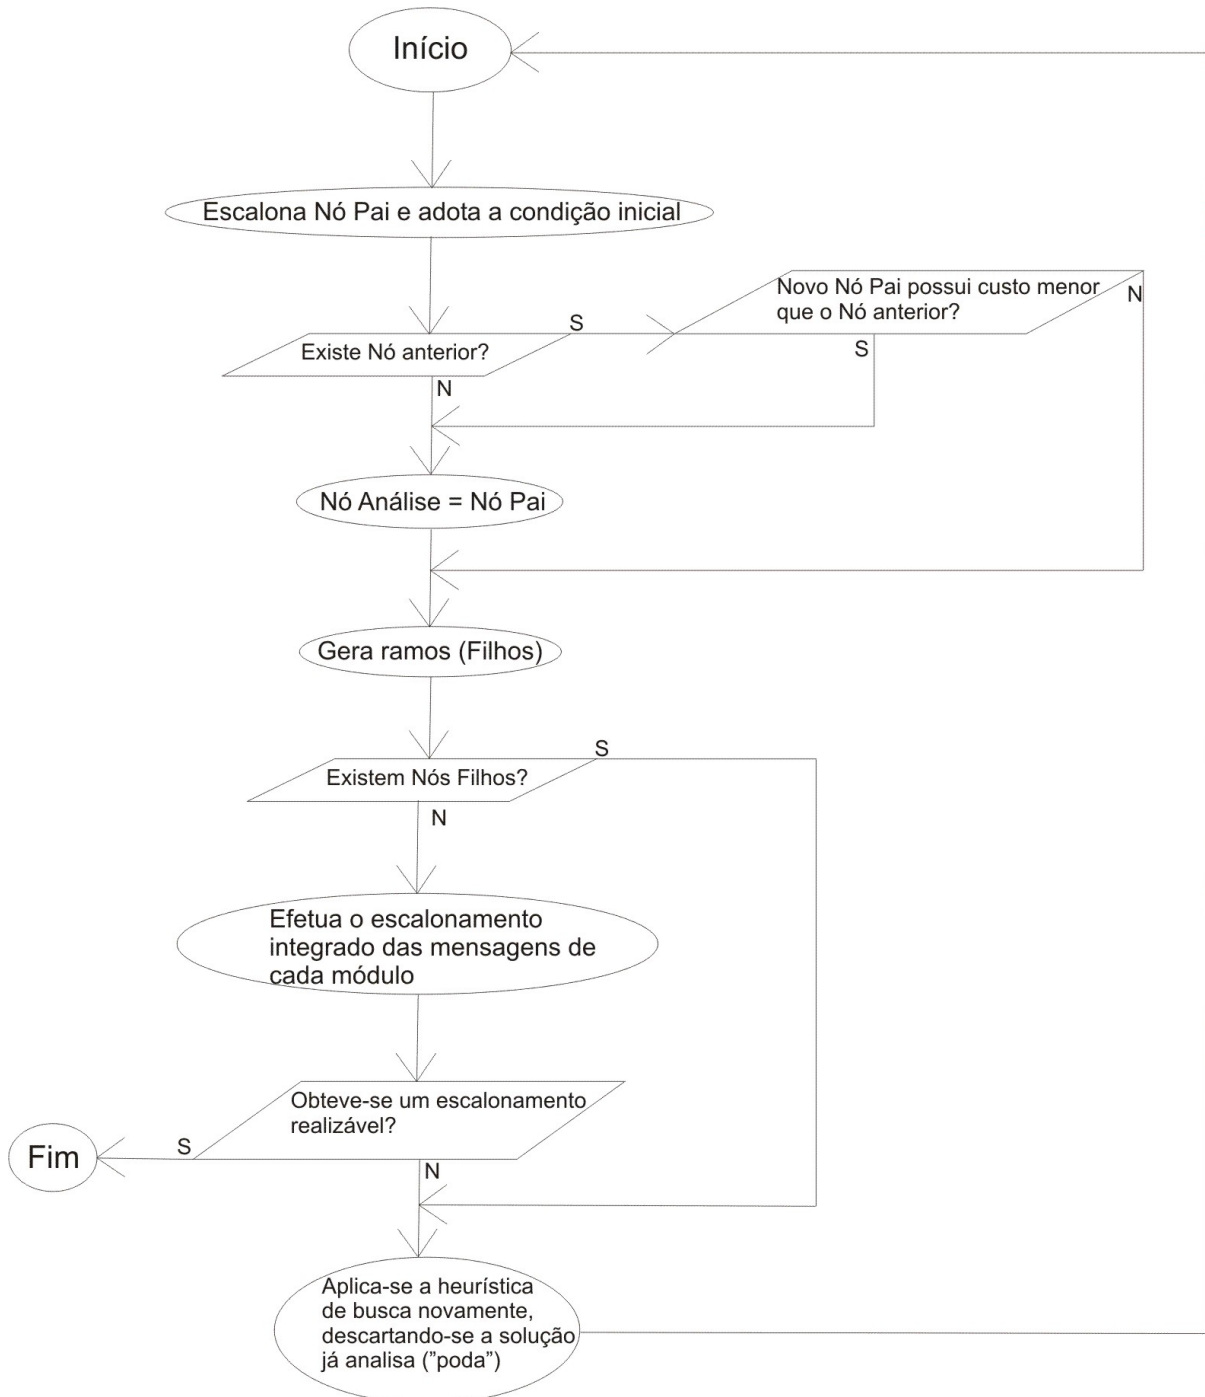 Início
Escalona Nó Pai e adota a condição inicial
Novo Nó Pai possui custo menor
que o Nó anterior?
N
S
S
Existe Nó anterior?
N
Nó Análise = Nó Pai
Gera ramos (Filhos)
S
Existem Nós Filhos?
N
Efetua o escalonamento
integrado das mensagens de
cada módulo
Obteve-se um escalonamento
realizável?
S
Fim
N
Aplica-se a heurística
de busca novamente,
descartando-se a solução
já analisa ("poda")